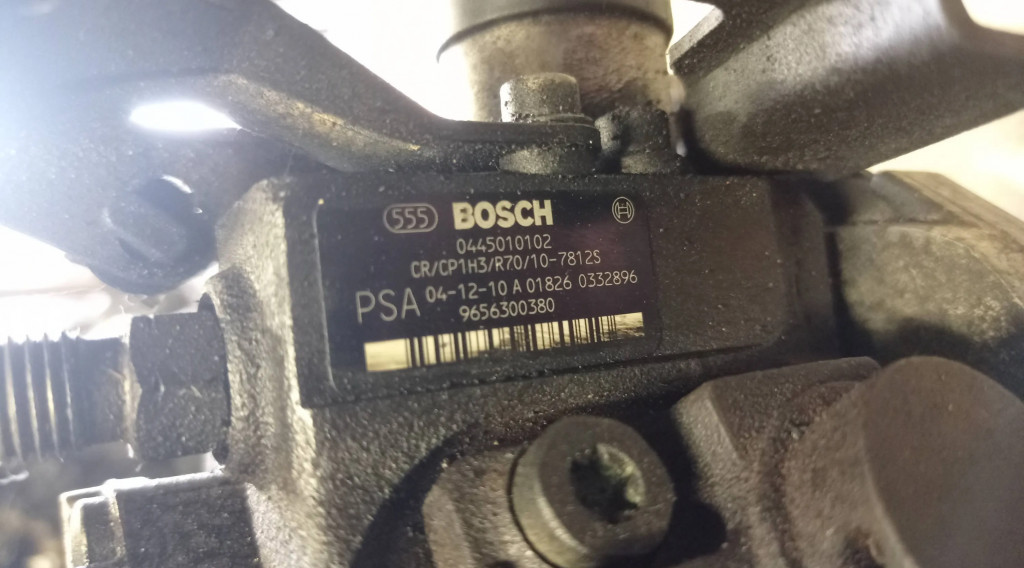 555 BOSCH
0445010102
CR/CP1H3/R70/10-7812S
PSA 04-12-10 A 01826 0332896
9656300380